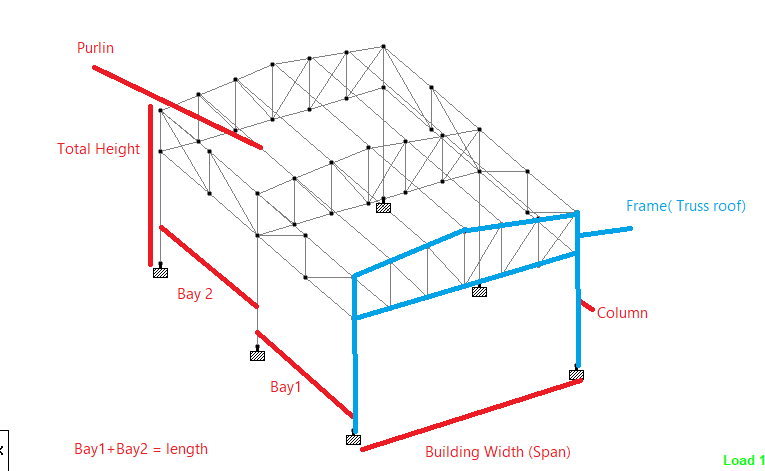 Purlin
Total Height
Frame( Truss roof)
Bay 2
Column
Bay1
Bay1+Bay2 = length
Building Width (Span)
Load 1